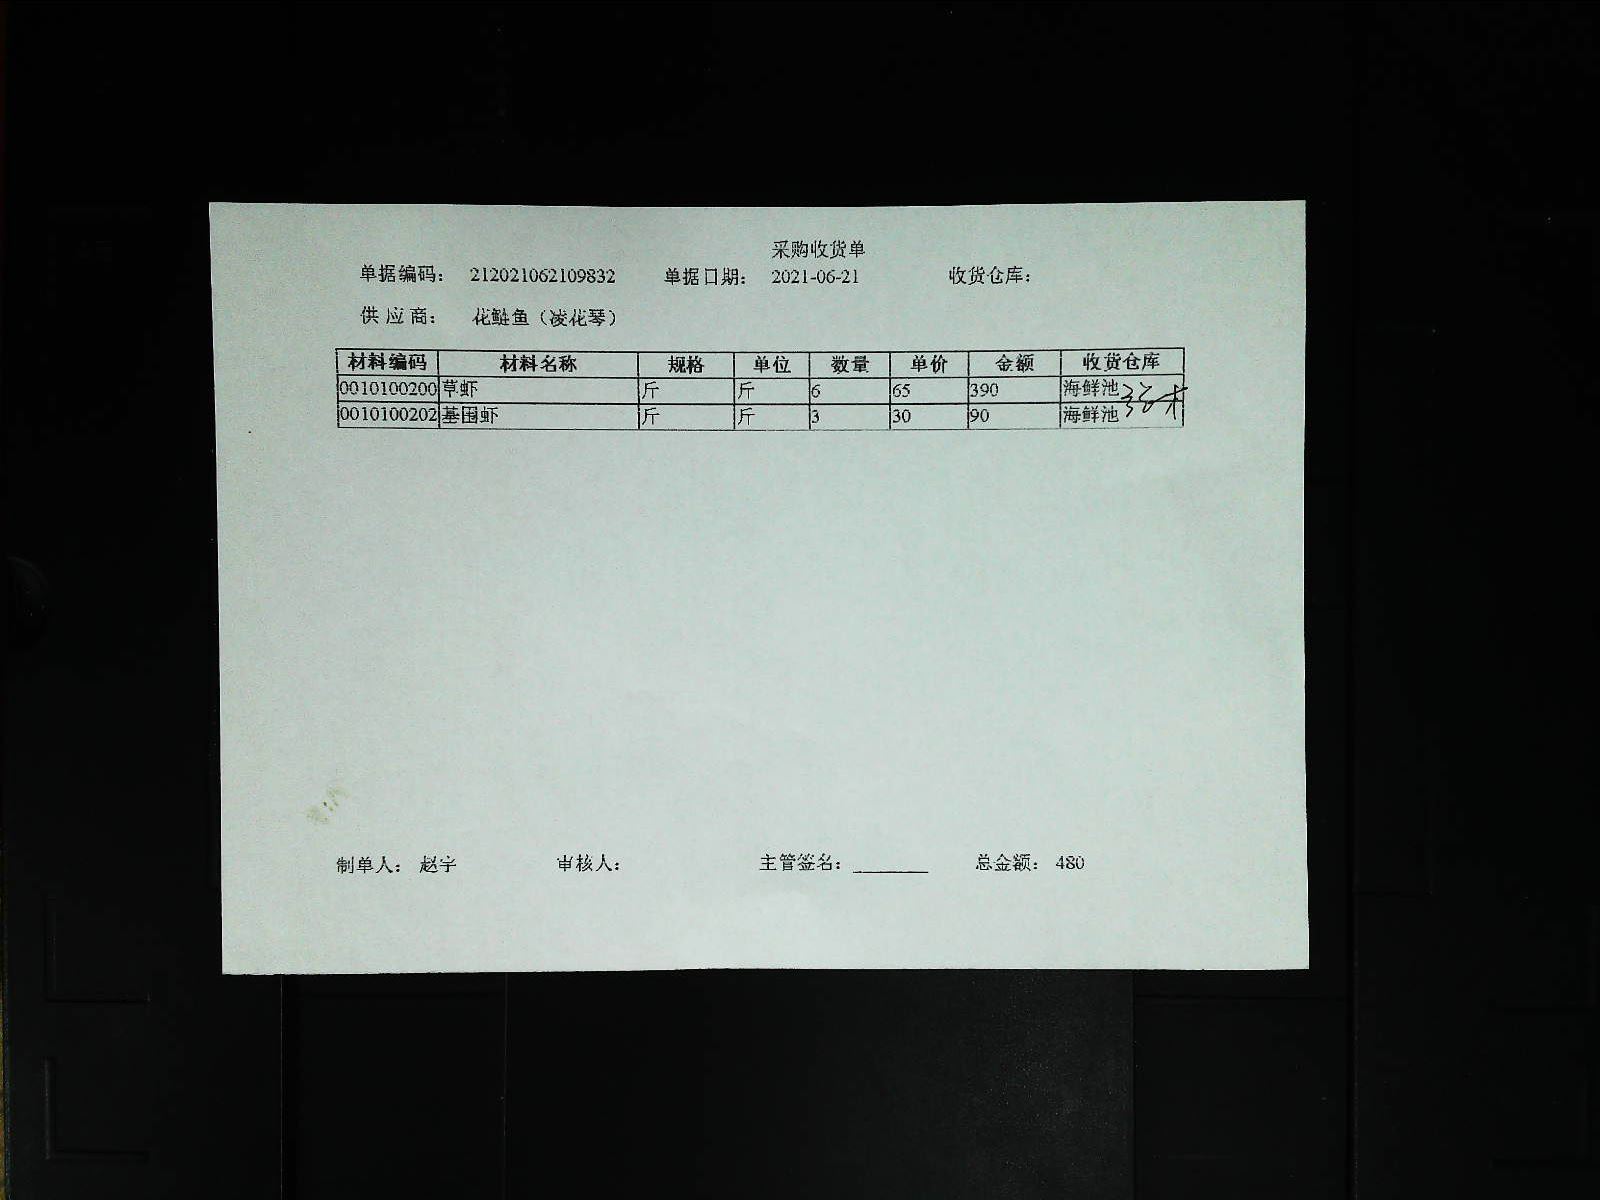 采购收货单
单据编码： 212021062109832 单据日期： 2021-06-21 收货仓库：
供 应 商： 花鲢鱼（凌花琴）
材料编码 材料名称 规格 单位 数量 单价 金额 收货仓库
0010100200 草虾 斤 斤 6 65 390 海鲜池
0010100202 基围虾 斤 斤 3 30 90 海鲜池
制单人： 赵宇 审核人： 主管签名： 总金额： 480